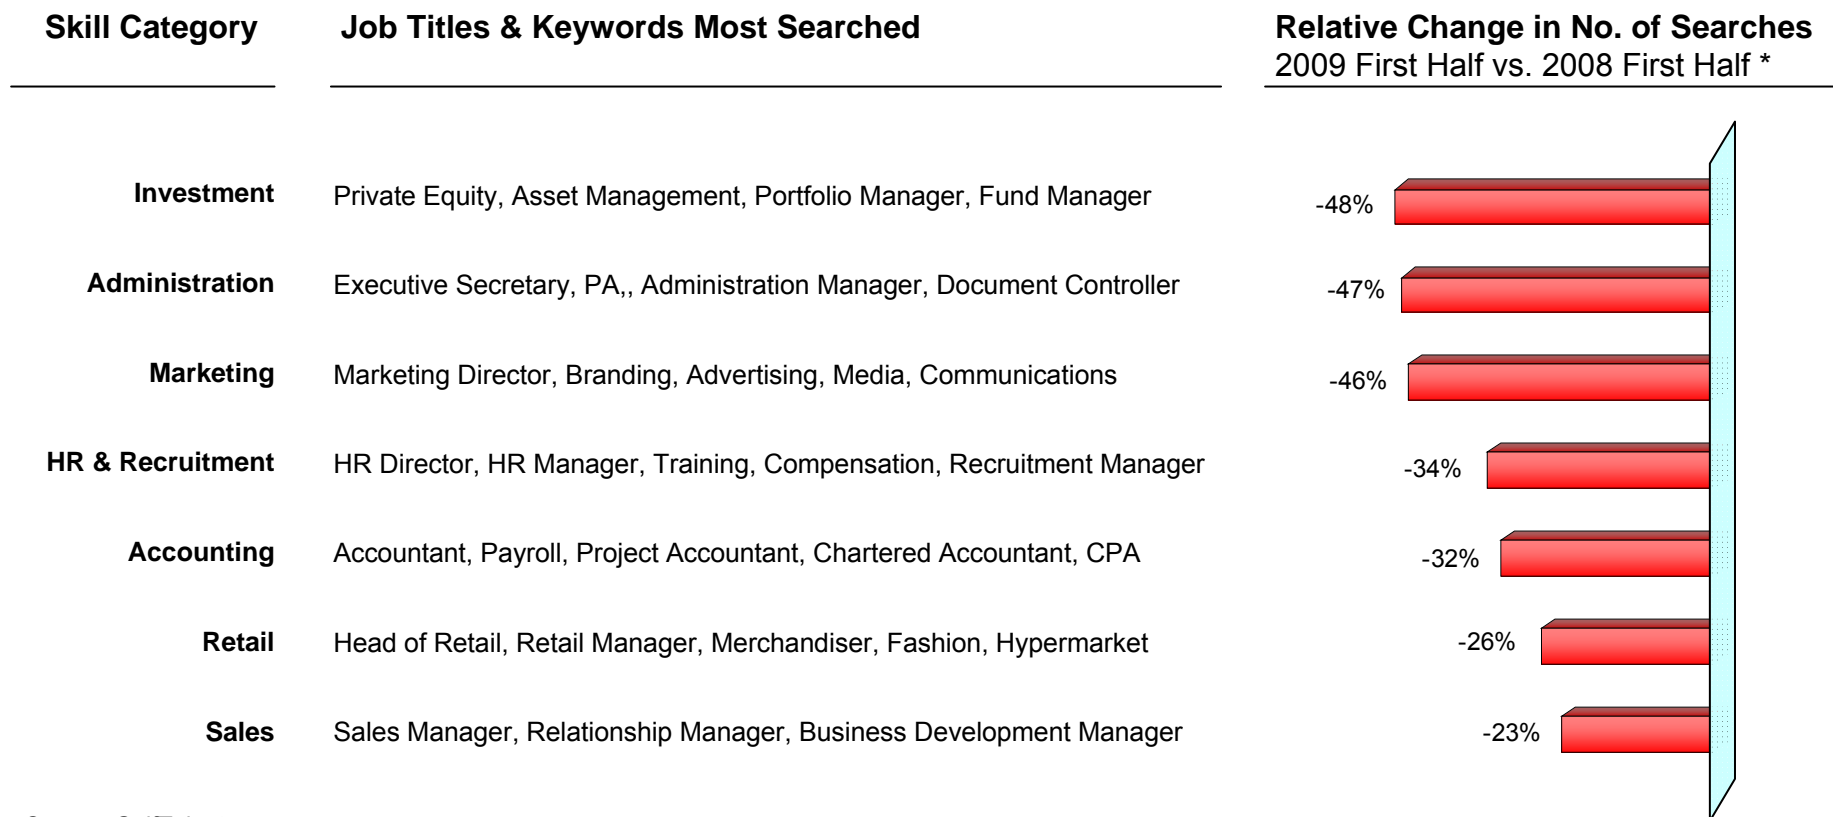 Skill Category Job Titles & Keywords Most Searched Relative Change in No. of Searches
2009 First Half vs. 2008 First Half *
Investment Private Equity, Asset Management, Portfolio Manager, Fund Manager -48%
Administration Executive Secretary, PA,, Administration Manager, Document Controller -47%
Marketing Marketing Director, Branding, Advertising, Media, Communications -46%
HR & Recruitment HR Director, HR Manager, Training, Compensation, Recruitment Manager -34%
Accounting Accountant, Payroll, Project Accountant, Chartered Accountant, CPA -32%
Retail Head of Retail, Retail Manager, Merchandiser, Fashion, Hypermarket -26%
Sales Sales Manager, Relationship Manager, Business Development Manager -23%